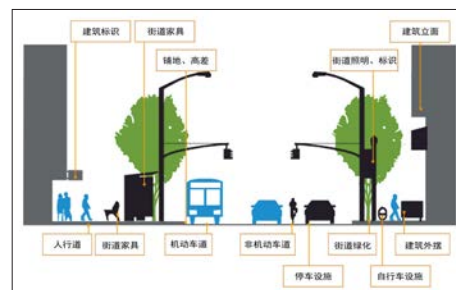 建筑标识
街道家具
建筑立面
铺地、高差
街道照明、标识
人行道
街道家具
机动车道
非机动车道
街道绿化
建筑外摆
停车设施
自行车设施